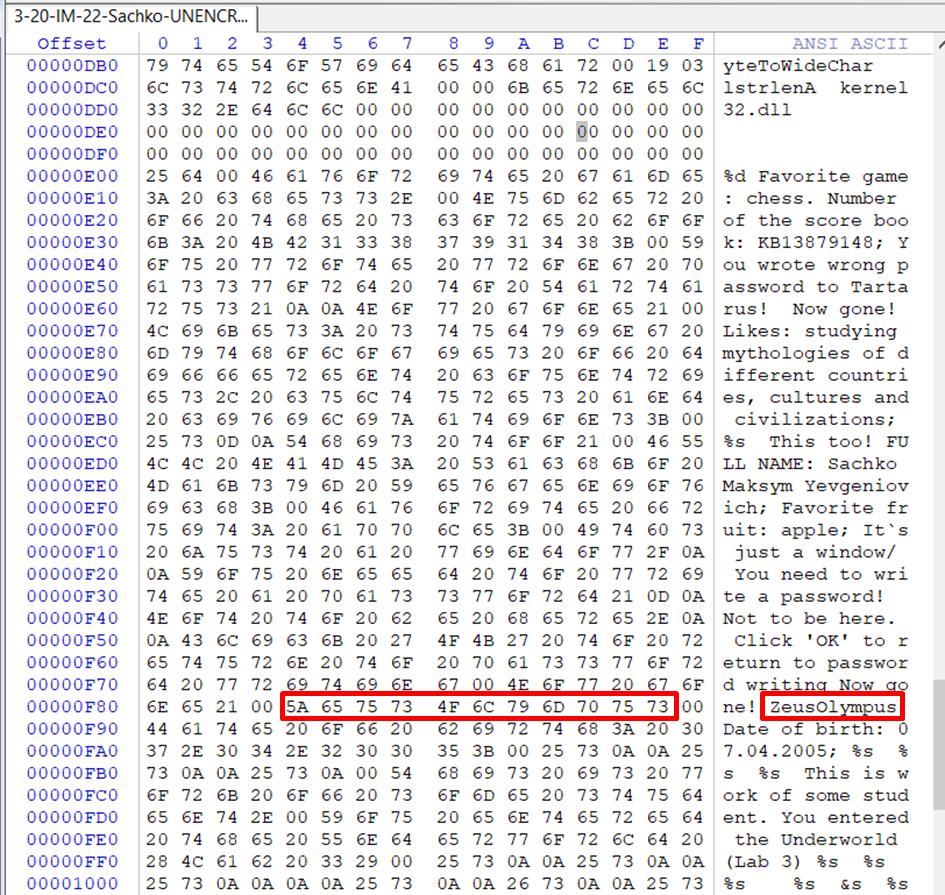 3-20-IM-22-Sachko-UNENCR...
Offset 0 1 2 3 4 5 6 7 8 9 A B C D E F ANSI ASCII
00000DB0 79 74 65 54 6F 57 69 64 65 43 68 61 72 00 19 03 yteToWideChar
00000DC0 6C 73 74 72 6C 65 6E 41 00 00 6B 65 72 6E 65 6C lstrlenA kernel
00000DD0 33 32 2E 64 6C 6C 00 00 00 00 00 00 00 00 00 00 32.dll
00000DE0 00 00 00 00 00 00 00 00 00 00 00 00 00 00 00 00
00000DF0 00 00 00 00 00 00 00 00 00 00 00 00 00 00 00 00
00000E00 25 64 00 46 61 76 6F 72 69 74 65 20 67 61 6D 65 %d Favorite game
00000E10 3A 20 63 68 65 73 73 2E 00 4E 75 6D 62 65 72 20 : chess. Number
00000E20 6F 66 20 74 68 65 20 73 63 6F 72 65 20 62 6F 6F of the score boo
00000E30 6B 3A 20 4B 42 31 33 38 37 39 31 34 38 3B 00 59 k: KB13879148; Y
00000E40 6F 75 20 77 72 6F 74 65 20 77 72 6F 6E 67 20 70 ou wrote wrong p
00000E50 61 73 73 77 6F 72 64 20 74 6F 20 54 61 72 74 61 assword to Tarta
00000E60 72 75 73 21 0A 0A 4E 6F 77 20 67 6F 6E 65 21 00 rus! Now gone!
00000E70 4C 69 6B 65 73 3A 20 73 74 75 64 79 69 6E 67 20 Likes: studying
00000E80 6D 79 74 68 6F 6C 6F 67 69 65 73 20 6F 66 20 64 mythologies of d
00000E90 69 66 66 65 72 65 6E 74 20 63 6F 75 6E 74 72 69 ifferent countri
00000EA0 65 73 2C 20 63 75 6C 74 75 72 65 73 20 61 6E 64 es, cultures and
00000EB0 20 63 69 76 69 6C 69 7A 61 74 69 6F 6E 73 3B 00 civilizations;
00000EC0 25 73 0D 0A 54 68 69 73 20 74 6F 6F 21 00 46 55 %s This too! FU
00000ED0 4C 4C 20 4E 41 4D 45 3A 20 53 61 63 68 6B 6F 20 LL NAME: Sachko
00000EE0 4D 61 6B 73 79 6D 20 59 65 76 67 65 6E 69 6F 76 Maksym Yevgeniov
00000EF0 69 63 68 3B 00 46 61 76 6F 72 69 74 65 20 66 72 ich; Favorite fr
00000F00 75 69 74 3A 20 61 70 70 6C 65 3B 00 49 74 60 73 uit: apple; It`s
00000F10 20 6A 75 73 74 20 61 20 77 69 6E 64 6F 77 2F 0A just a window/
00000F20 0A 59 6F 75 20 6E 65 65 64 20 74 6F 20 77 72 69 You need to wri
00000F30 74 65 20 61 20 70 61 73 73 77 6F 72 64 21 0D 0A te a password!
00000F40 4E 6F 74 20 74 6F 20 62 65 20 68 65 72 65 2E 0A Not to be here.
00000F50 0A 43 6C 69 63 6B 20 27 4F 4B 27 20 74 6F 20 72 Click 'OK' to r
00000F60 65 74 75 72 6E 20 74 6F 20 70 61 73 73 77 6F 72 eturn to passwor
00000F70 64 20 77 72 69 74 69 6E 67 00 4E 6F 77 20 67 6F d writing Now go
00000F80 6E 65 21 00 5A 65 75 73 4F 6C 79 6D 70 75 73 00 ne! ZeusOlympus
00000F90 44 61 74 65 20 6F 66 20 62 69 72 74 68 3A 20 30 Date of birth: 0
00000FA0 37 2E 30 34 2E 32 30 30 35 3B 00 25 73 0A 0A 25 7.04.2005; %s %
00000FB0 73 0A 0A 25 73 0A 00 54 68 69 73 20 69 73 20 77 s %s This is w
00000FC0 6F 72 6B 20 6F 66 20 73 6F 6D 65 20 73 74 75 64 ork of some stud
00000FD0 65 6E 74 2E 00 59 6F 75 20 65 6E 74 65 72 65 64 ent. You entered
00000FE0 20 74 68 65 20 55 6E 64 65 72 77 6F 72 6C 64 20 the Underworld
00000FF0 28 4C 61 62 20 33 29 00 25 73 0A 0A 25 73 0A 0A (Lab 3) %s %s
00001000 25 73 0A 0A 0A 0A 25 73 0A 0A 26 73 0A 0A 25 73 %s %s &s %s